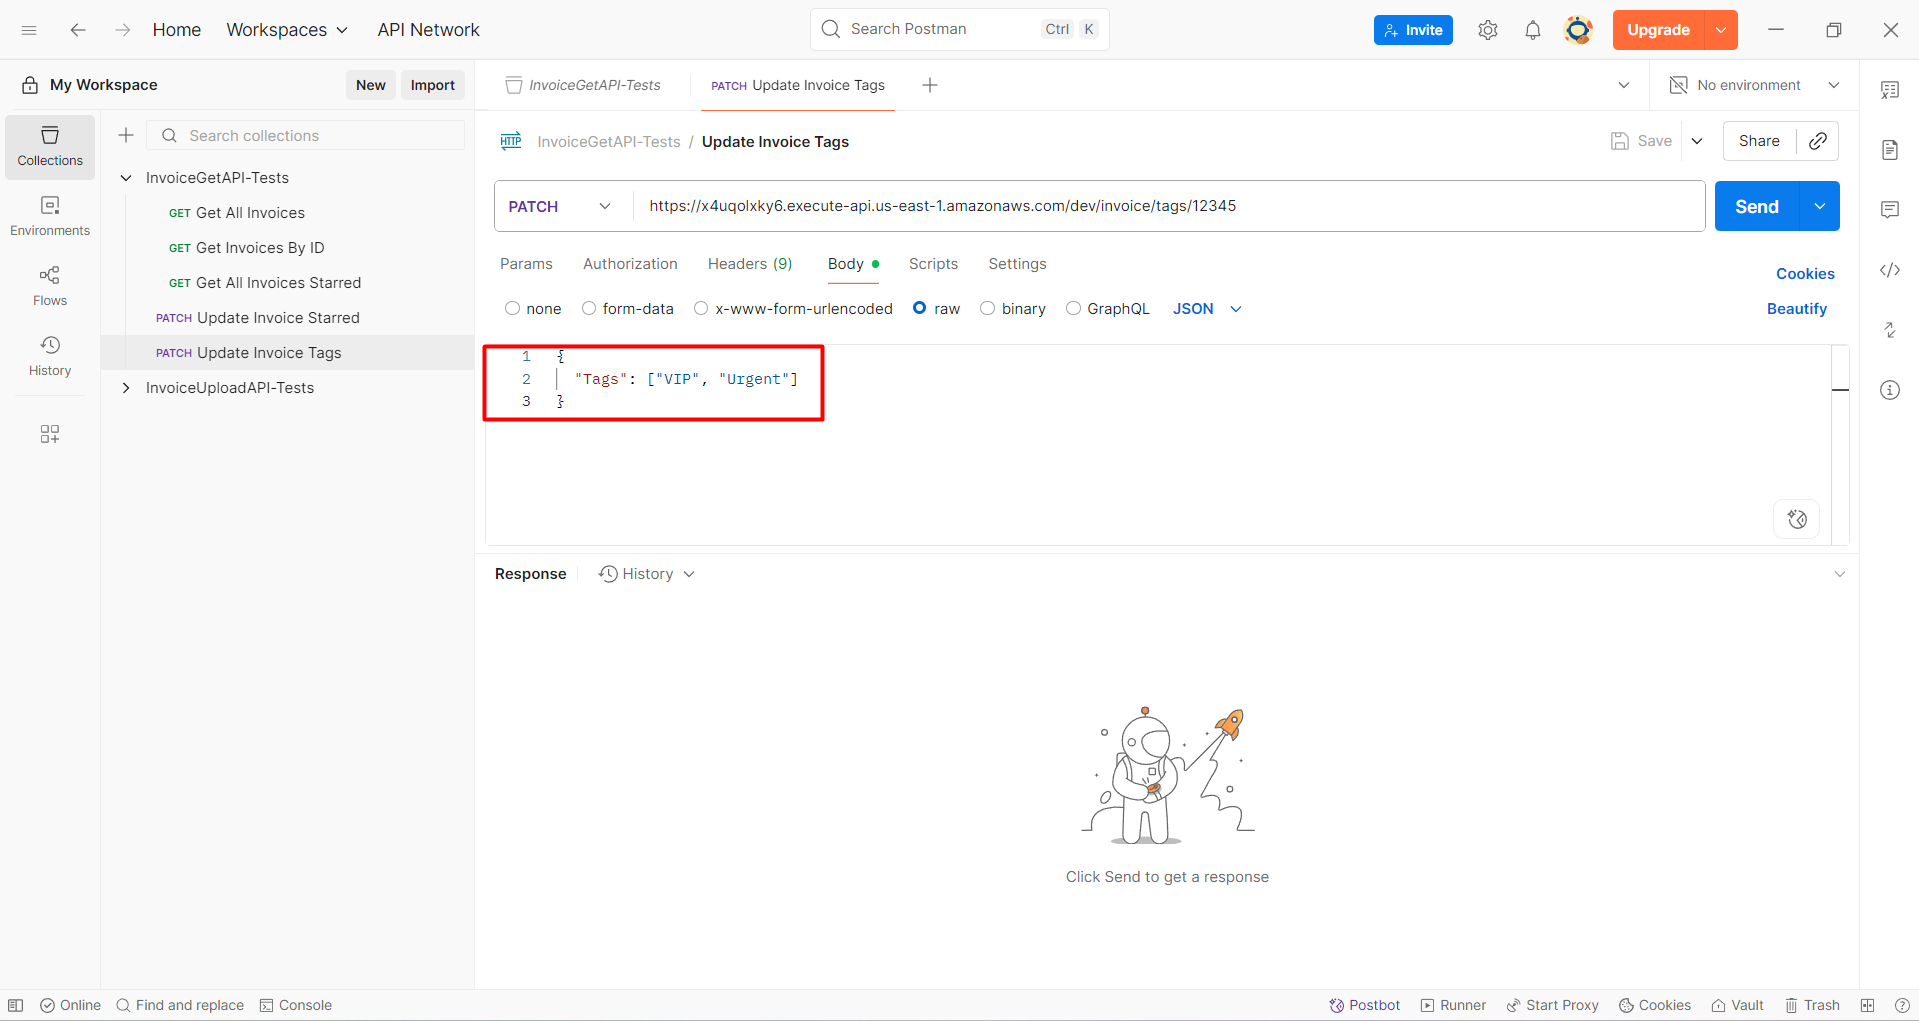 Home Workspaces API Network Search Postman Ctrl K Invite Upgrade
My Workspace New Import InvoiceGetAPI-Tests PATCH Update Invoice Tags No environment
Collections
Environments
Flows
History
Search collections
InvoiceGetAPI-Tests
GET Get All Invoices
GET Get Invoices By ID
GET Get All Invoices Starred
PATCH Update Invoice Starred
PATCH Update Invoice Tags
InvoiceUploadAPI-Tests
HTTP InvoiceGetAPI-Tests / Update Invoice Tags Save Share
PATCH https://x4uqolxky6.execute-api.us-east-1.amazonaws.com/dev/invoice/tags/12345 Send
Params Authorization Headers (9) Body Scripts Settings Cookies
none form-data x-www-form-urlencoded raw binary GraphQL JSON Beautify
1 {
2 "Tags": ["VIP", "Urgent"]
3 }
Response History
Click Send to get a response
Online Find and replace Console Postbot Runner Start Proxy Cookies Vault Trash